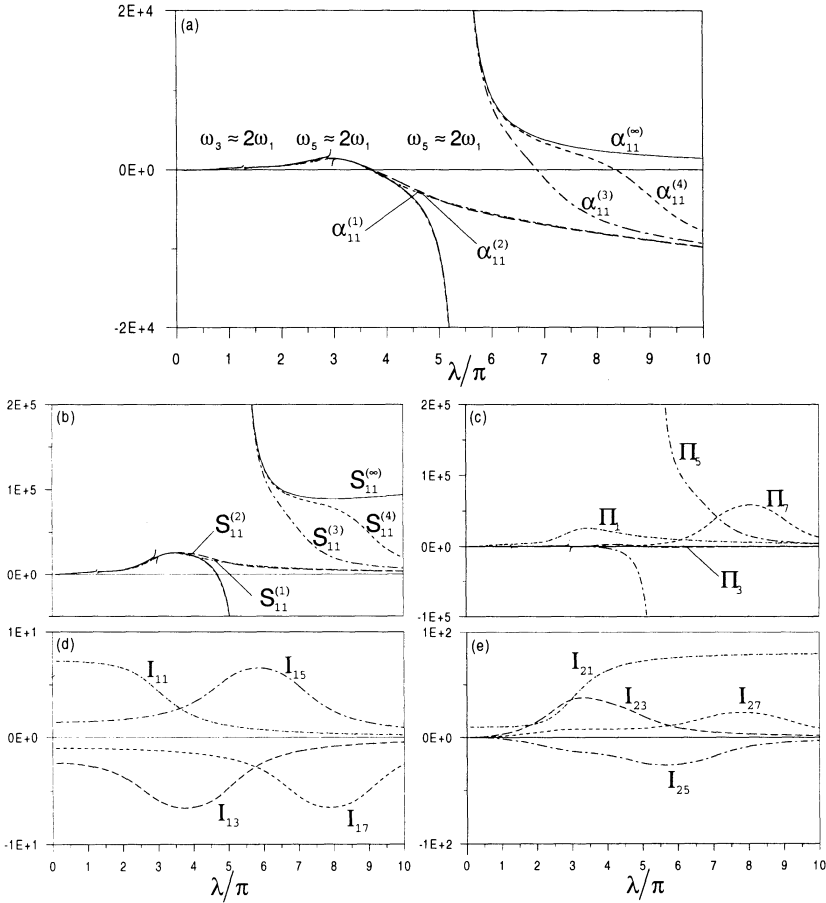 2E+4
(a)
ω₃ ≈ 2ω₁ ω₅ ≈ 2ω₁ ω₅ ≈ 2ω₁
α₁₁^(∞)
0E+0
α₁₁^(3)
α₁₁^(4)
α₁₁^(1)
α₁₁^(2)
-2E+4
0 1 2 3 4 5 6 7 8 9 10
λ/π
2E+5
(b)
S₁₁^(∞)
1E+5
S₁₁^(2)
S₁₁^(3)
S₁₁^(4)
0E+0
S₁₁^(1)
2E+5
(c)
Π₅
1E+5
Π₁
Π₇
0E+0
Π₃
-1E+5
1E+1
(d)
I₁₁
I₁₅
0E+0
I₁₃
I₁₇
-1E+1
0 1 2 3 4 5 6 7 8 9 10
λ/π
1E+2
(e)
I₂₁
I₂₃
I₂₇
0E+0
I₂₅
-1E+2
0 1 2 3 4 5 6 7 8 9 10
λ/π